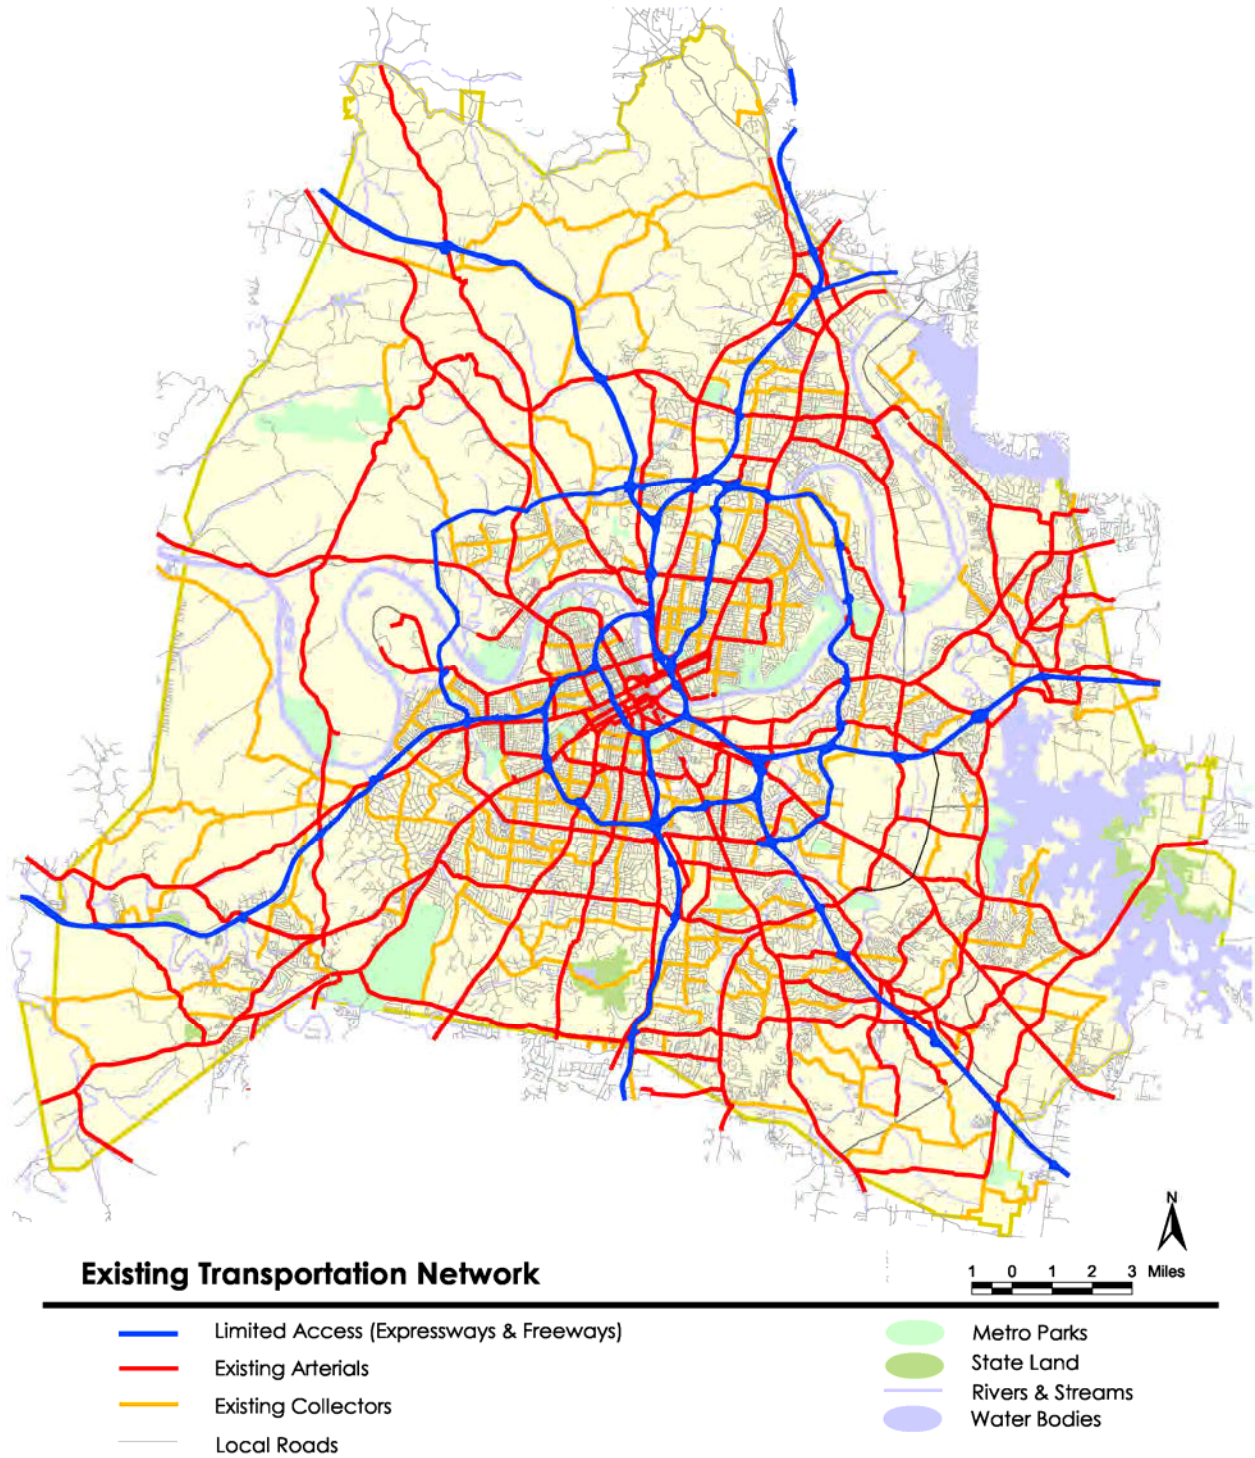 N
Existing Transportation Network
1 0 1 2 3 Miles
Limited Access (Expressways & Freeways)
Existing Arterials
Existing Collectors
Local Roads
Metro Parks
State Land
Rivers & Streams
Water Bodies